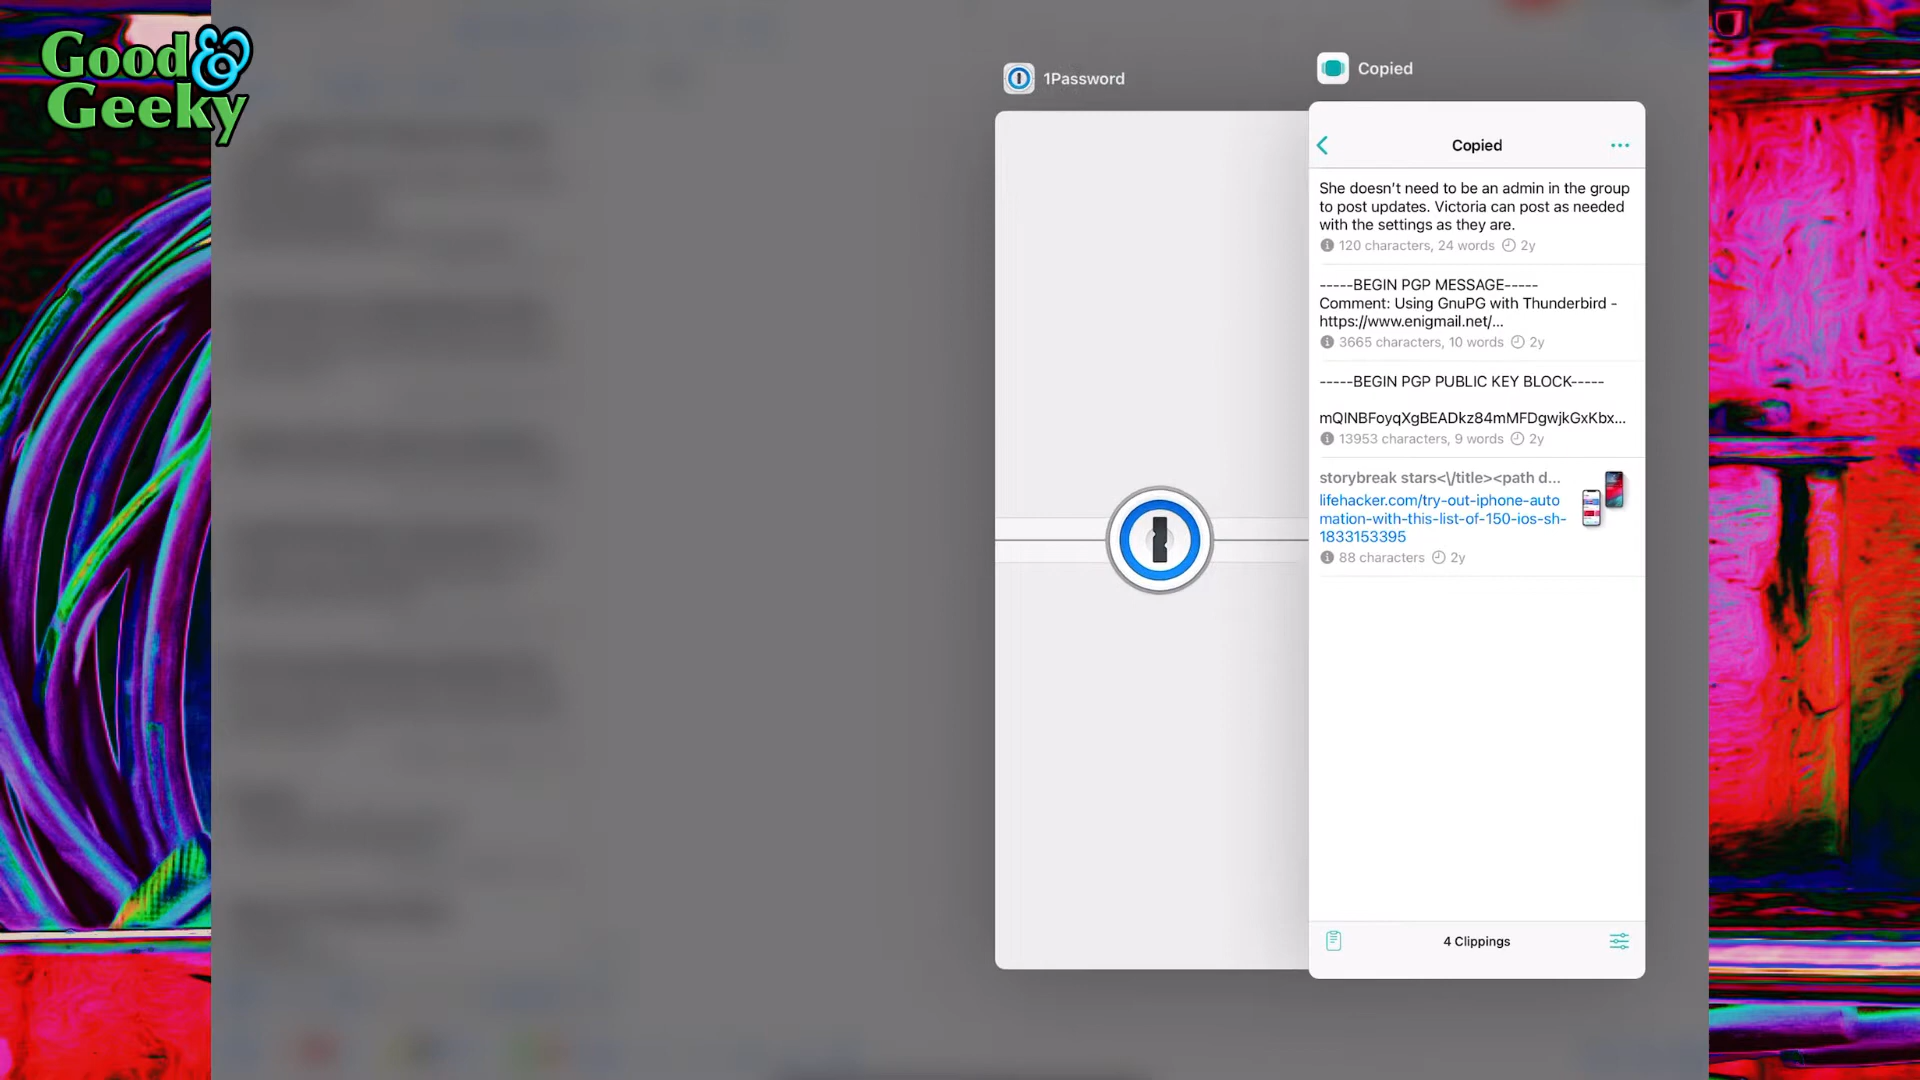 Good &
Geeky
1Password
Copied
Copied
She doesn't need to be an admin in the group
to post updates. Victoria can post as needed
with the settings as they are.
120 characters, 24 words 2y
-----BEGIN PGP MESSAGE-----
Comment: Using GnuPG with Thunderbird -
https://www.enigmail.net/...
3665 characters, 10 words 2y
-----BEGIN PGP PUBLIC KEY BLOCK-----
mQINBFoyqXgBEADkz84mMFDgwjkGxKbx...
13953 characters, 9 words 2y
storybreak stars<\/title><path d...
lifehacker.com/try-out-iphone-auto
mation-with-this-list-of-150-ios-sh-
1833153395
88 characters 2y
4 Clippings